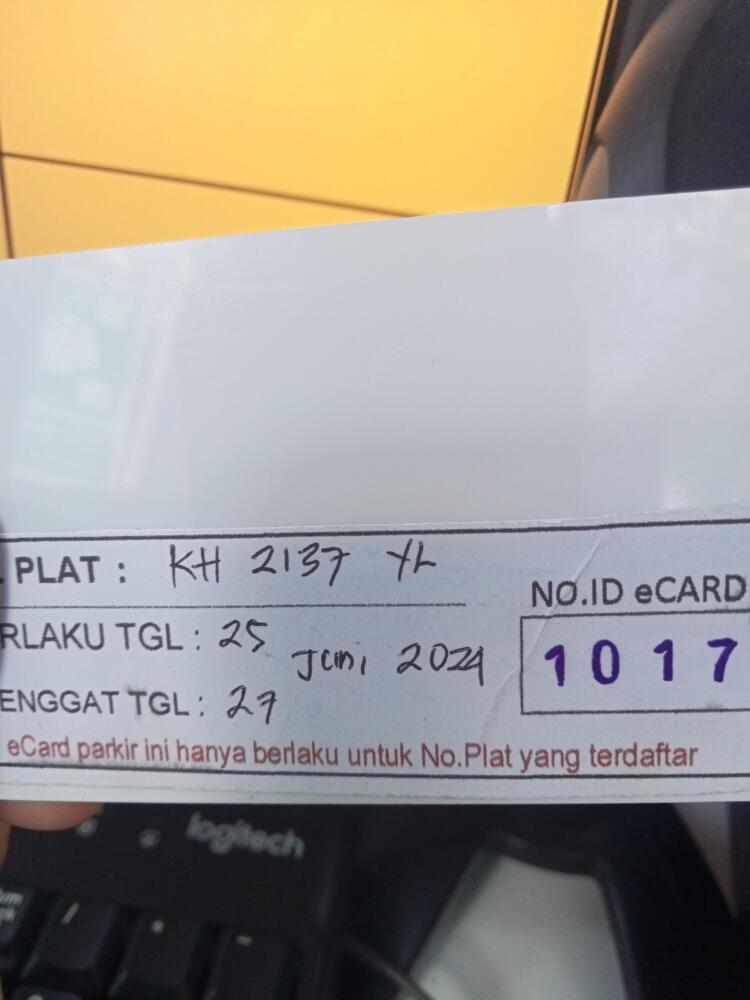 . PLAT : KH 2137 YL
NO.ID eCARD
RLAKU TGL : 25
Juni 2024
1017
ENGGAT TGL : 27
eCard parkir ini hanya berlaku untuk No.Plat yang terdaftar
logitech
/ * -